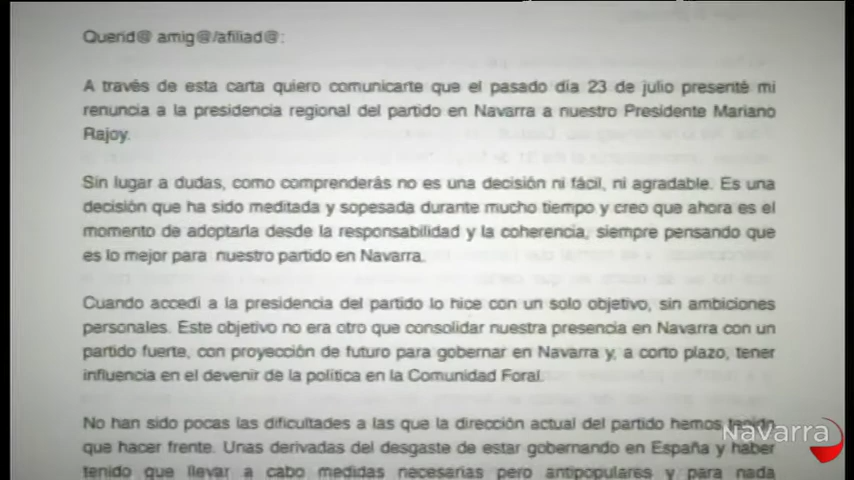 Querid@ amig@/afiliad@:
A través de esta carta quiero comunicarte que el pasado día 23 de julio presenté mi
renuncia a la presidencia regional del partido en Navarra a nuestro Presidente Mariano
Rajoy.
Sin lugar a dudas, como comprenderás no es una decisión ni fácil, ni agradable. Es una
decisión que ha sido meditada y sopesada durante mucho tiempo y creo que ahora es el
momento de adoptarla desde la responsabilidad y la coherencia, siempre pensando que
es lo mejor para nuestro partido en Navarra.
Cuando accedí a la presidencia del partido lo hice con un solo objetivo, sin ambiciones
personales. Este objetivo no era otro que consolidar nuestra presencia en Navarra con un
partido fuerte, con proyección de futuro para gobernar en Navarra y, a corto plazo, tener
influencia en el devenir de la política en la Comunidad Foral.
No han sido pocas las dificultades a las que la dirección actual del partido hemos tenido
que hacer frente. Unas derivadas del desgaste de estar gobernando en España y haber
tenido que llevar a cabo medidas necesarias pero antipopulares y para nada
Navarra